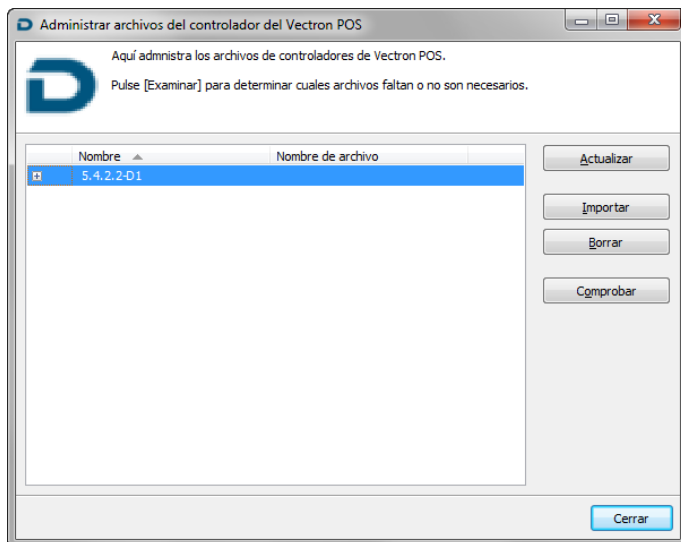 Administrar archivos del controlador del Vectron POS
Aquí admnistra los archivos de controladores de Vectron POS.
Pulse [Examinar] para determinar cuales archivos faltan o no son necesarios.
Nombre Nombre de archivo
5.4.2.2-D1
Actualizar
Importar
Borrar
Comprobar
Cerrar